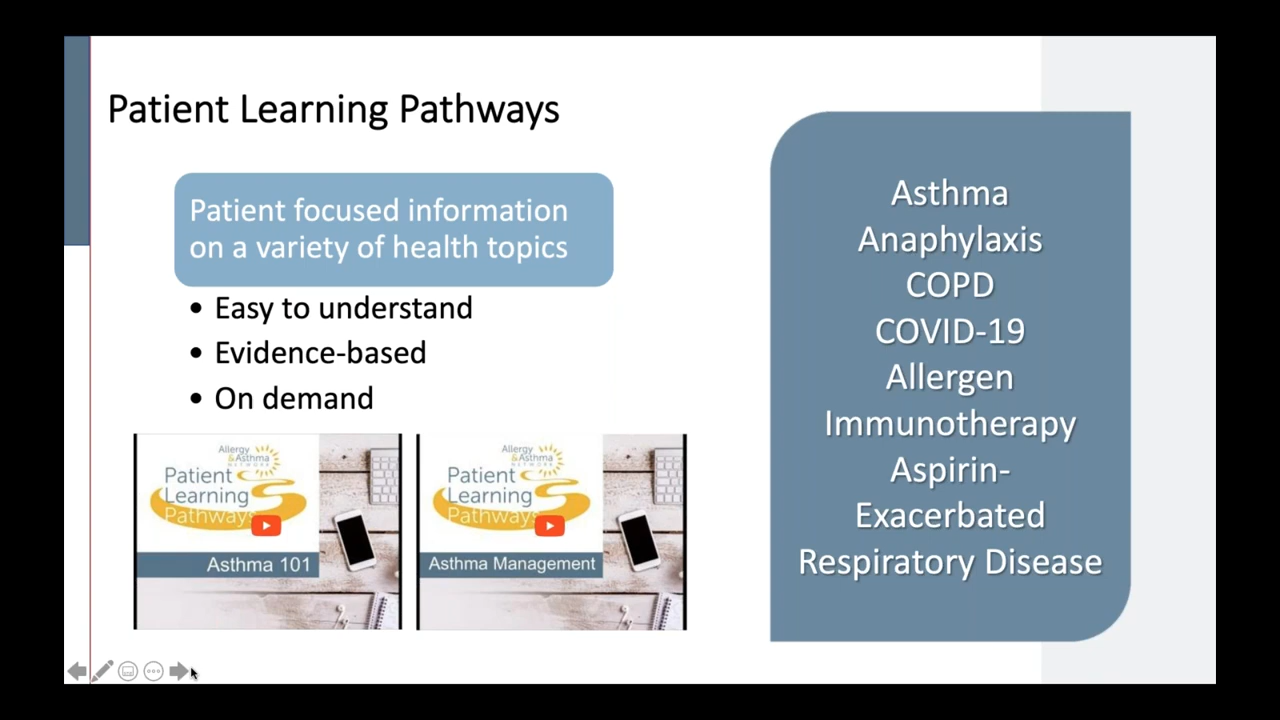 Patient Learning Pathways
Patient focused information
on a variety of health topics
• Easy to understand
• Evidence-based
• On demand
Allergy
&Asthma
NETWORK
Patient
Learning
Pathways
Asthma 101
Allergy
&Asthma
NETWORK
Patient
Learning
Pathways
Asthma Management
Asthma
Anaphylaxis
COPD
COVID-19
Allergen
Immunotherapy
Aspirin-
Exacerbated
Respiratory Disease